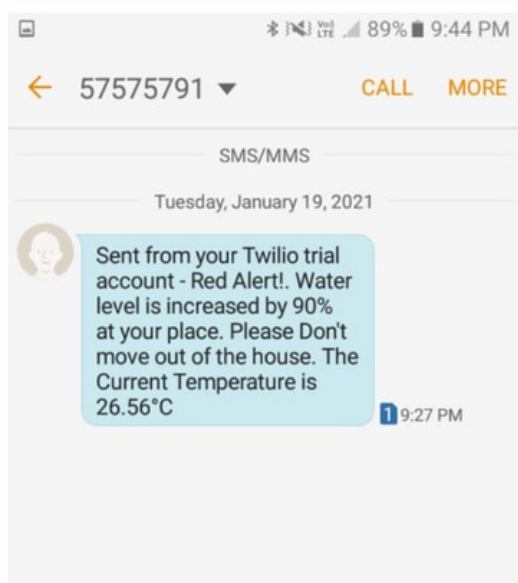 Vo)) LTE 89% 9:44 PM
57575791 CALL MORE
SMS/MMS
Tuesday, January 19, 2021
Sent from your Twilio trial
account - Red Alert!. Water
level is increased by 90%
at your place. Please Don't
move out of the house. The
Current Temperature is
26.56°C
1 9:27 PM